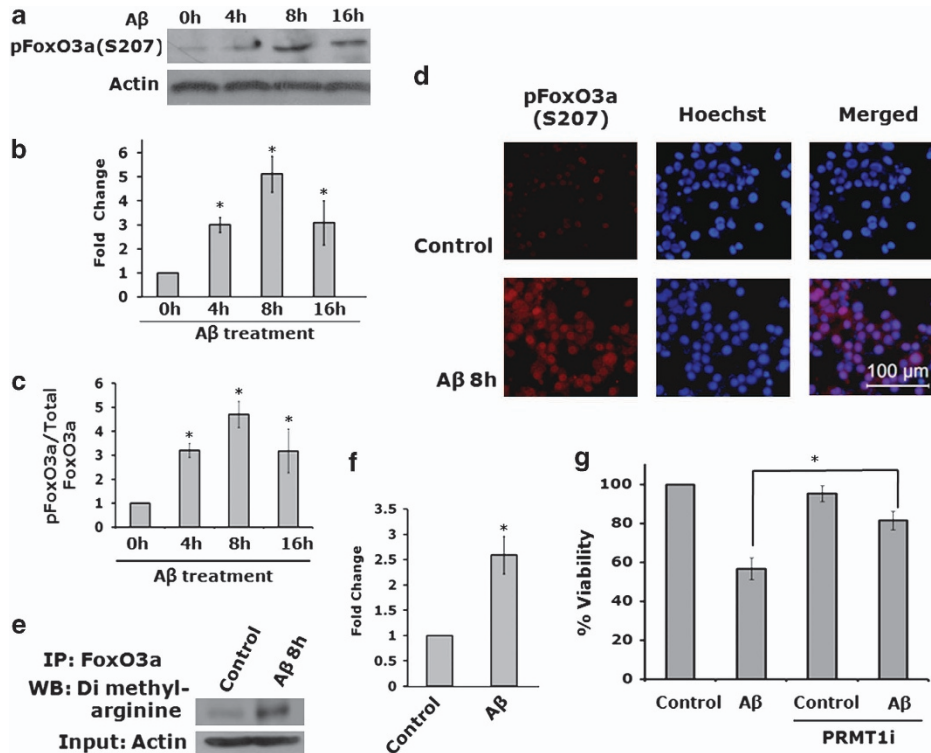 a
Aβ 0h 4h 8h 16h
pFoxO3a(S207)
Actin
b
Fold Change
6
5
4
3
2
1
0
*
*
*
0h 4h 8h 16h
Aβ treatment
c
pFoxO3a/Total
FoxO3a
6
5
4
3
2
1
0
*
*
*
0h 4h 8h 16h
Aβ treatment
d
pFoxO3a
(S207)
Hoechst
Merged
Control
Aβ 8h
100 µm
e
IP: FoxO3a
WB: Di methyl-
arginine
Control
Aβ 8h
Input: Actin
f
Fold Change
3.5
3
2.5
2
1.5
1
0.5
0
*
Control
Aβ
g
% Viability
100
80
60
40
20
0
*
Control Aβ Control Aβ
PRMT1i